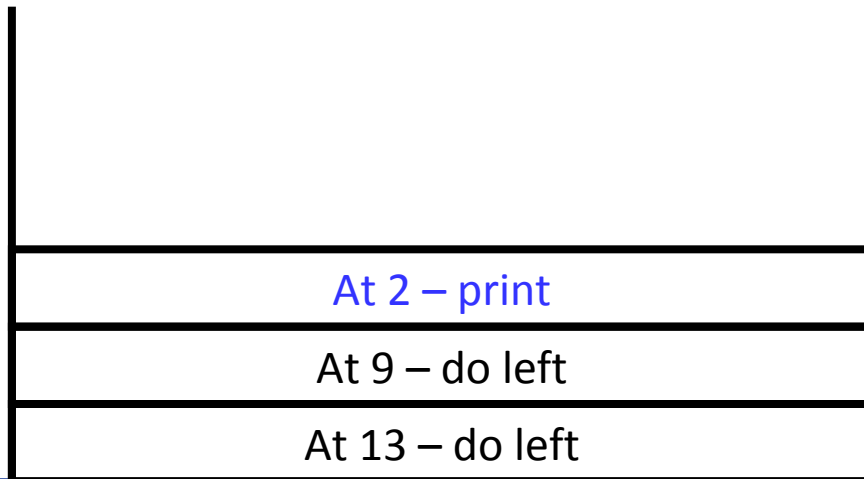 At 2 – print
At 9 – do left
At 13 – do left